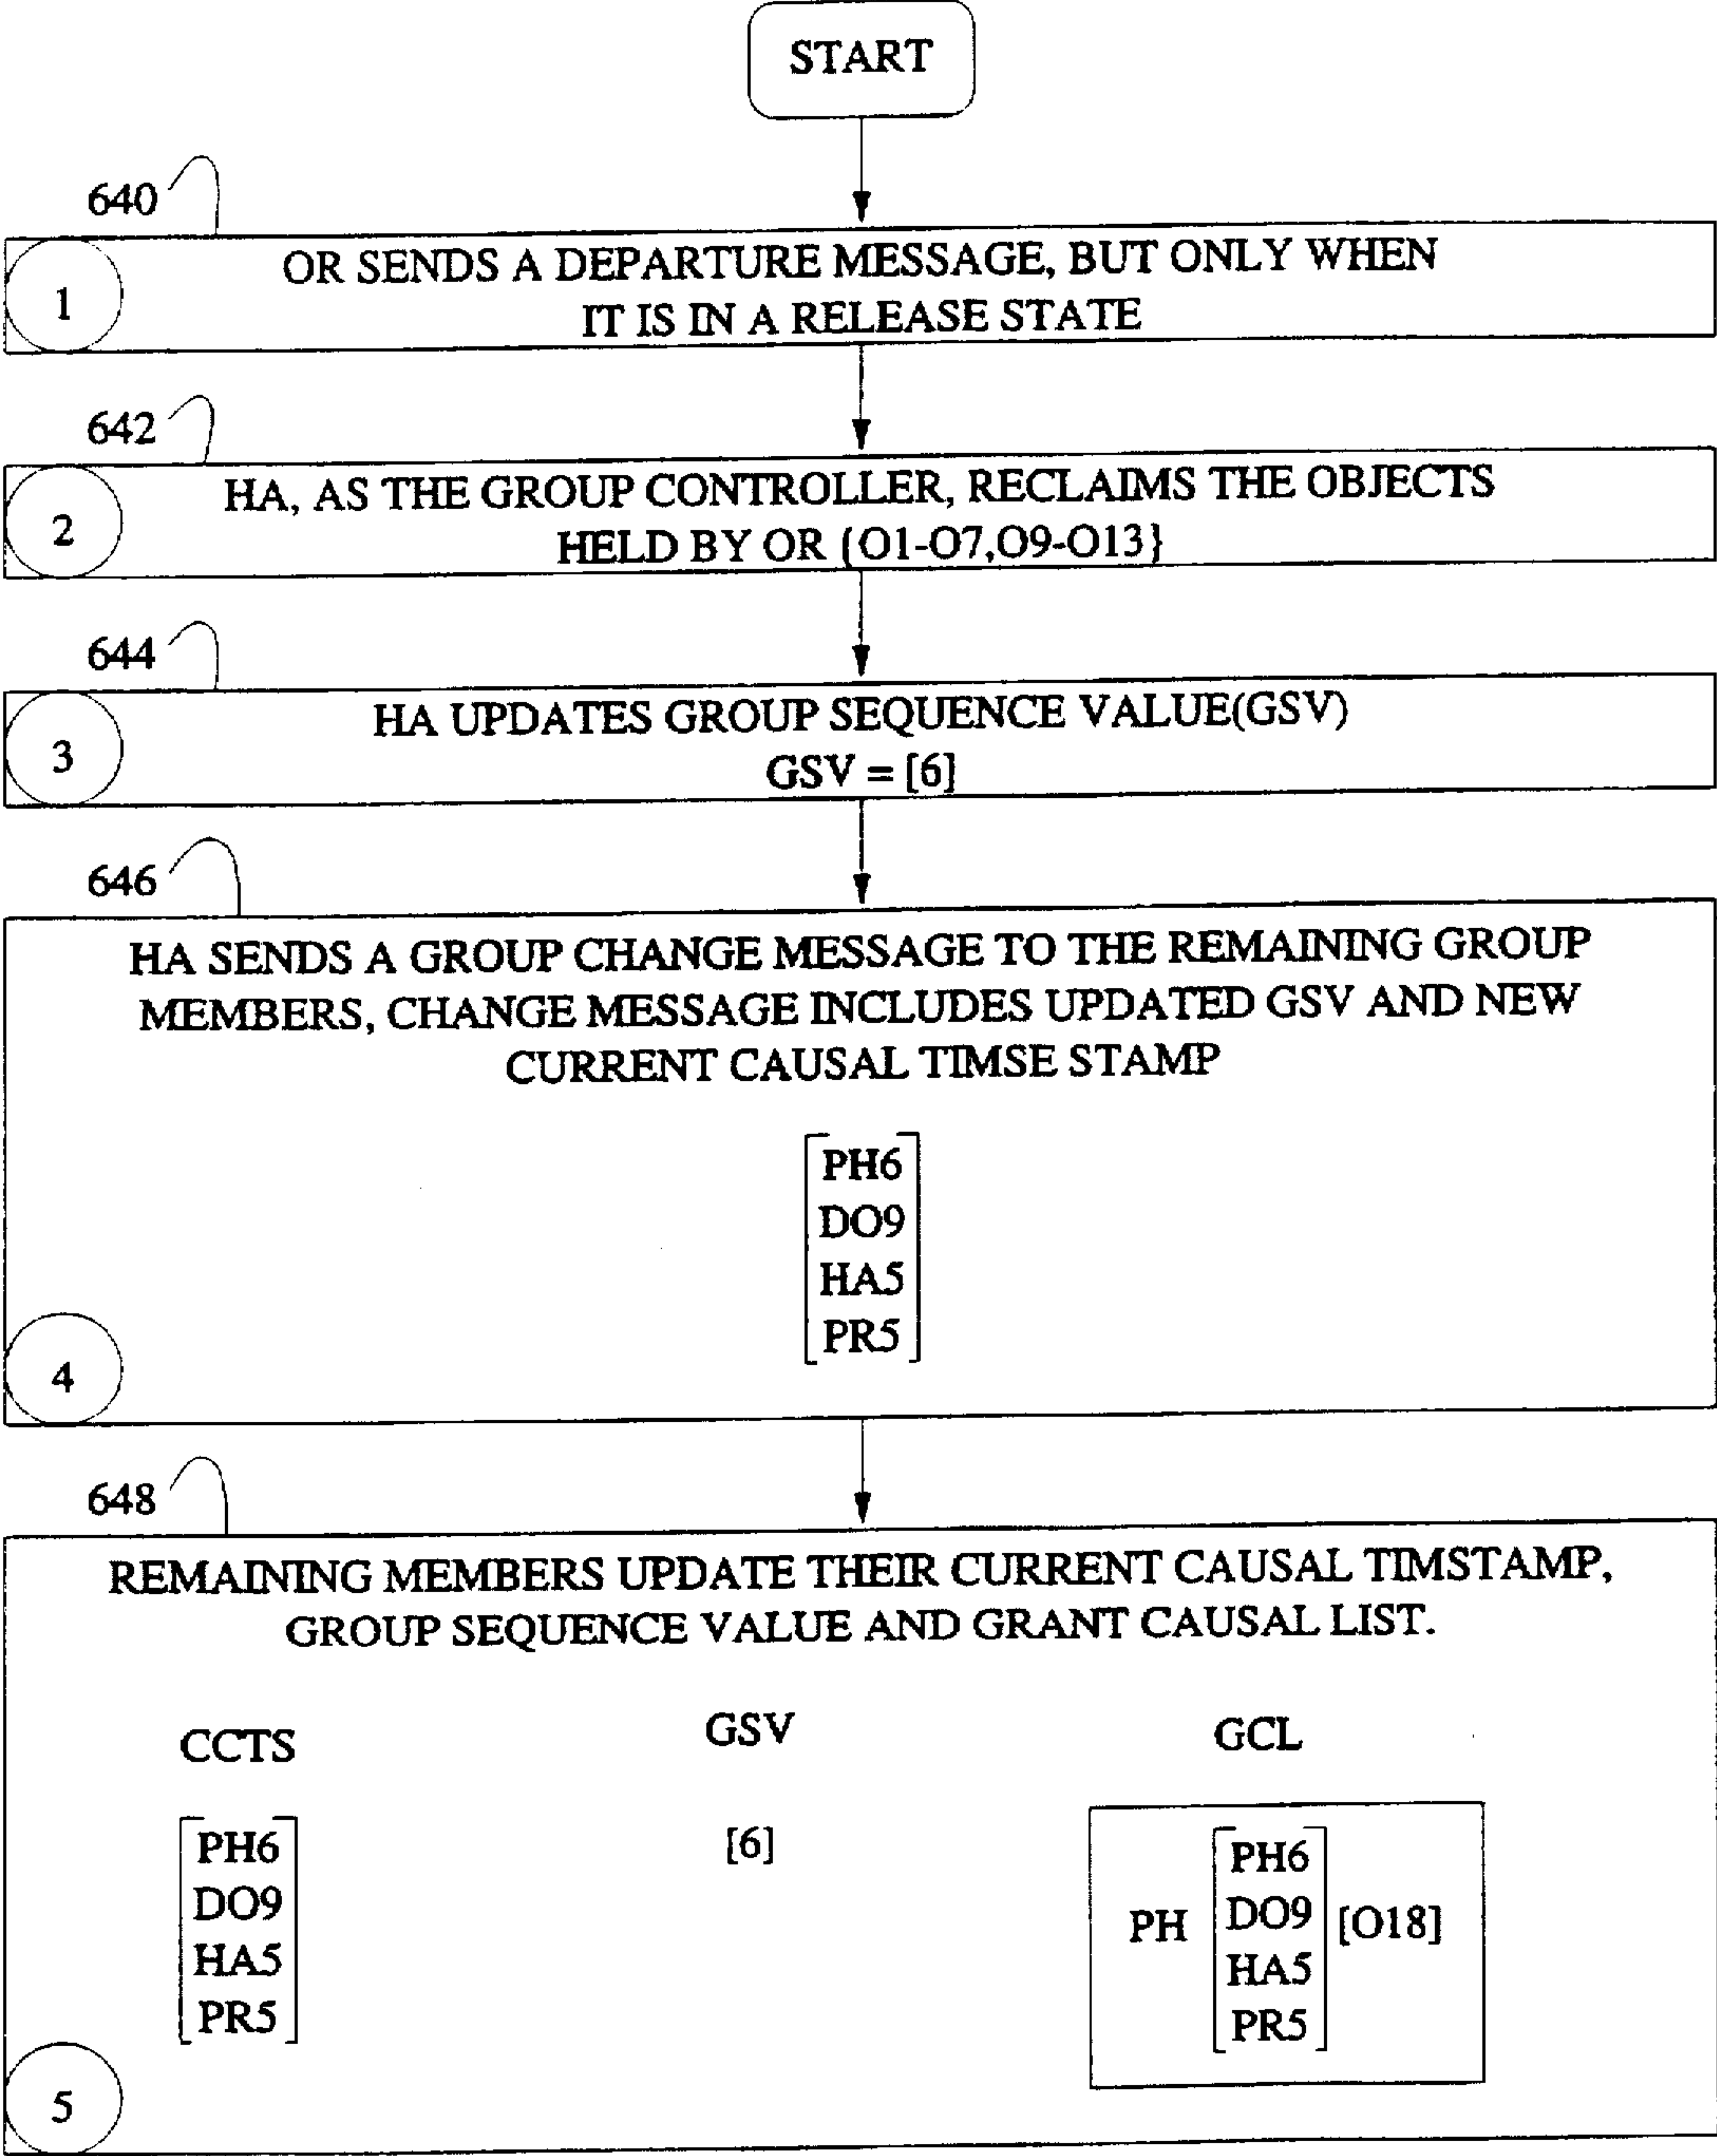 START
640
OR SENDS A DEPARTURE MESSAGE, BUT ONLY WHEN
IT IS IN A RELEASE STATE
1
642
HA, AS THE GROUP CONTROLLER, RECLAIMS THE OBJECTS
HELD BY OR {O1-O7,O9-O13}
2
644
HA UPDATES GROUP SEQUENCE VALUE(GSV)
GSV = [6]
3
646
HA SENDS A GROUP CHANGE MESSAGE TO THE REMAINING GROUP
MEMBERS, CHANGE MESSAGE INCLUDES UPDATED GSV AND NEW
CURRENT CAUSAL TIMSE STAMP
PH6
DO9
HA5
PR5
4
648
REMAINING MEMBERS UPDATE THEIR CURRENT CAUSAL TIMSTAMP,
GROUP SEQUENCE VALUE AND GRANT CAUSAL LIST.
CCTS GSV GCL
PH6
DO9
HA5
PR5
[6]
PH
PH6
DO9
HA5
PR5
[O18]
5